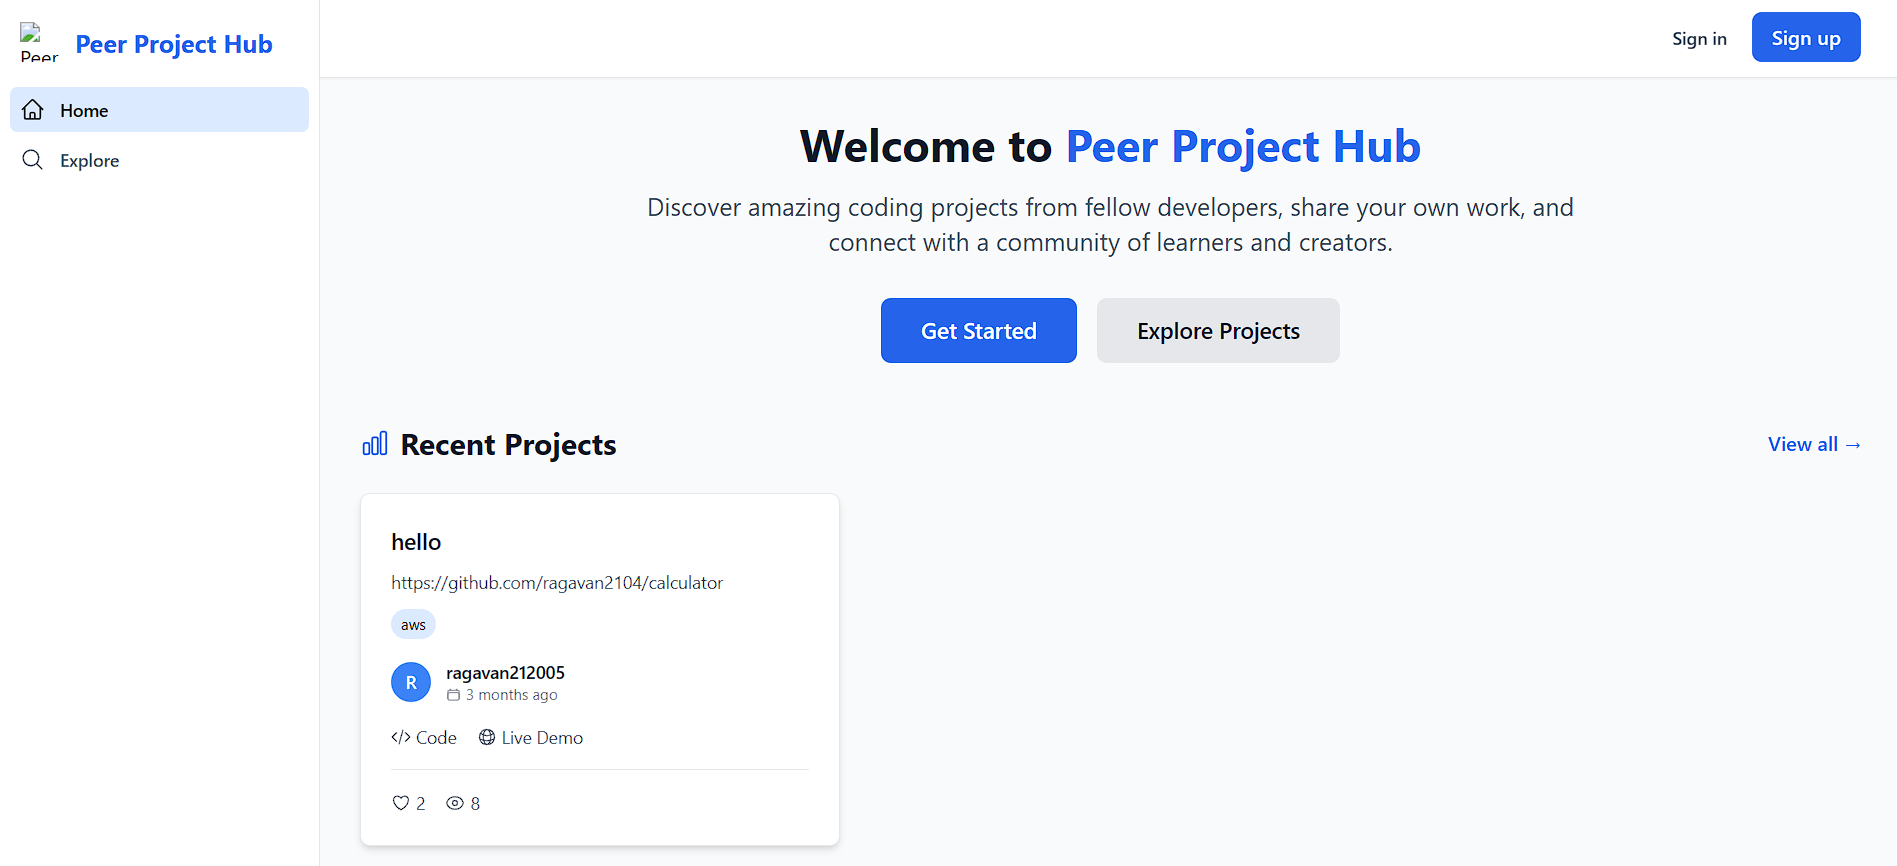 Peer
Peer Project Hub
Home
Explore
Sign in
Sign up
Welcome to Peer Project Hub
Discover amazing coding projects from fellow developers, share your own work, and
connect with a community of learners and creators.
Get Started
Explore Projects
Recent Projects
View all →
hello
https://github.com/ragavan2104/calculator
aws
R
ragavan212005
3 months ago
</> Code
Live Demo
2
8